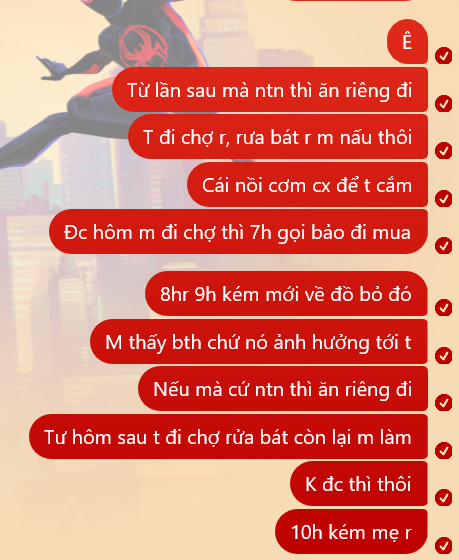 Ê
Từ lần sau mà ntn thì ăn riêng đi
T đi chợ r, rưa bát r m nấu thôi
Cái nồi cơm cx để t cắm
Đc hôm m đi chợ thì 7h gọi bảo đi mua
8hr 9h kém mới về đồ bỏ đó
M thấy bth chứ nó ảnh hưởng tới t
Nếu mà cứ ntn thì ăn riêng đi
Tư hôm sau t đi chợ rửa bát còn lại m làm
K đc thì thôi
10h kém mẹ r